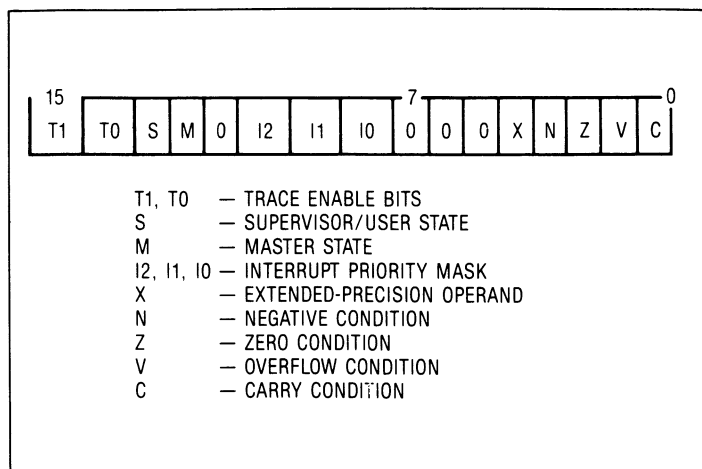 15 7 0
T1 T0 S M 0 I2 I1 I0 0 0 0 X N Z V C
T1, T0 — TRACE ENABLE BITS
S — SUPERVISOR/USER STATE
M — MASTER STATE
I2, I1, I0 — INTERRUPT PRIORITY MASK
X — EXTENDED-PRECISION OPERAND
N — NEGATIVE CONDITION
Z — ZERO CONDITION
V — OVERFLOW CONDITION
C — CARRY CONDITION